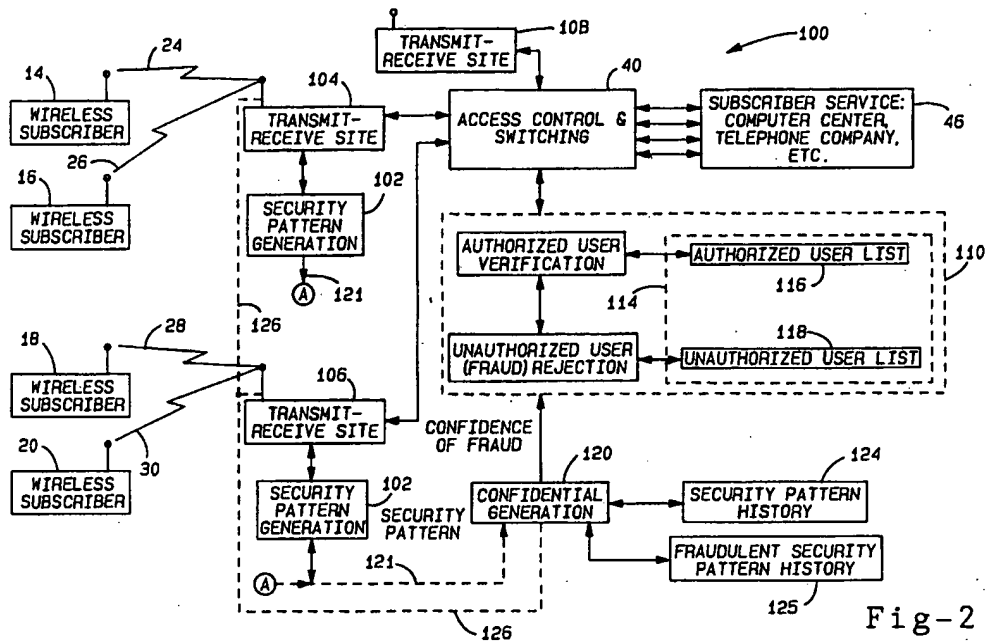 108
TRANSMIT-
RECEIVE SITE
100
24
14
WIRELESS
SUBSCRIBER
104
TRANSMIT-
RECEIVE SITE
40
ACCESS CONTROL &
SWITCHING
SUBSCRIBER SERVICE:
COMPUTER CENTER,
TELEPHONE COMPANY,
ETC.
46
26
16
WIRELESS
SUBSCRIBER
102
SECURITY
PATTERN
GENERATION
121
A
126
AUTHORIZED USER
VERIFICATION
AUTHORIZED USER LIST
116
110
114
118
UNAUTHORIZED USER
(FRAUD) REJECTION
UNAUTHORIZED USER LIST
28
18
WIRELESS
SUBSCRIBER
106
TRANSMIT-
RECEIVE SITE
20
WIRELESS
SUBSCRIBER
30
CONFIDENCE
OF FRAUD
102
SECURITY
PATTERN
GENERATION
SECURITY
PATTERN
120
CONFIDENTIAL
GENERATION
124
SECURITY PATTERN
HISTORY
FRAUDULENT SECURITY
PATTERN HISTORY
125
A
121
126
Fig-2